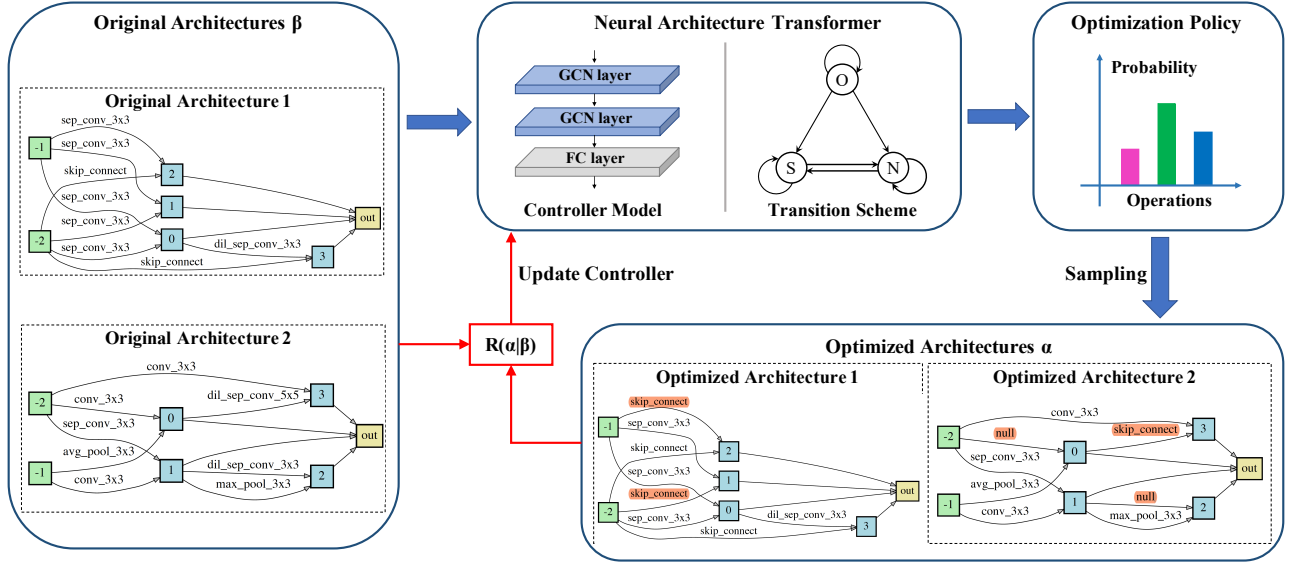 Original Architectures β
Original Architecture 1
sep_conv_3x3
-1
sep_conv_3x3
skip_connect
2
sep_conv_3x3
1
out
sep_conv_3x3
-2
0
dil_sep_conv_3x3
sep_conv_3x3
3
skip_connect
Original Architecture 2
conv_3x3
-2
conv_3x3
dil_sep_conv_5x5
3
sep_conv_3x3
0
out
avg_pool_3x3
-1
1
dil_sep_conv_3x3
2
conv_3x3
max_pool_3x3
Neural Architecture Transformer
GCN layer
GCN layer
FC layer
Controller Model
O
S
N
Transition Scheme
Optimization Policy
Probability
Operations
Sampling
Update Controller
R(α|β)
Optimized Architectures α
Optimized Architecture 1
skip_connect
-1
sep_conv_3x3
skip_connect
2
sep_conv_3x3
1
out
skip_connect
-2
0
dil_sep_conv_3x3
sep_conv_3x3
3
skip_connect
Optimized Architecture 2
conv_3x3
-2
null
skip_connect
3
sep_conv_3x3
0
out
avg_pool_3x3
-1
1
null
2
conv_3x3
max_pool_3x3